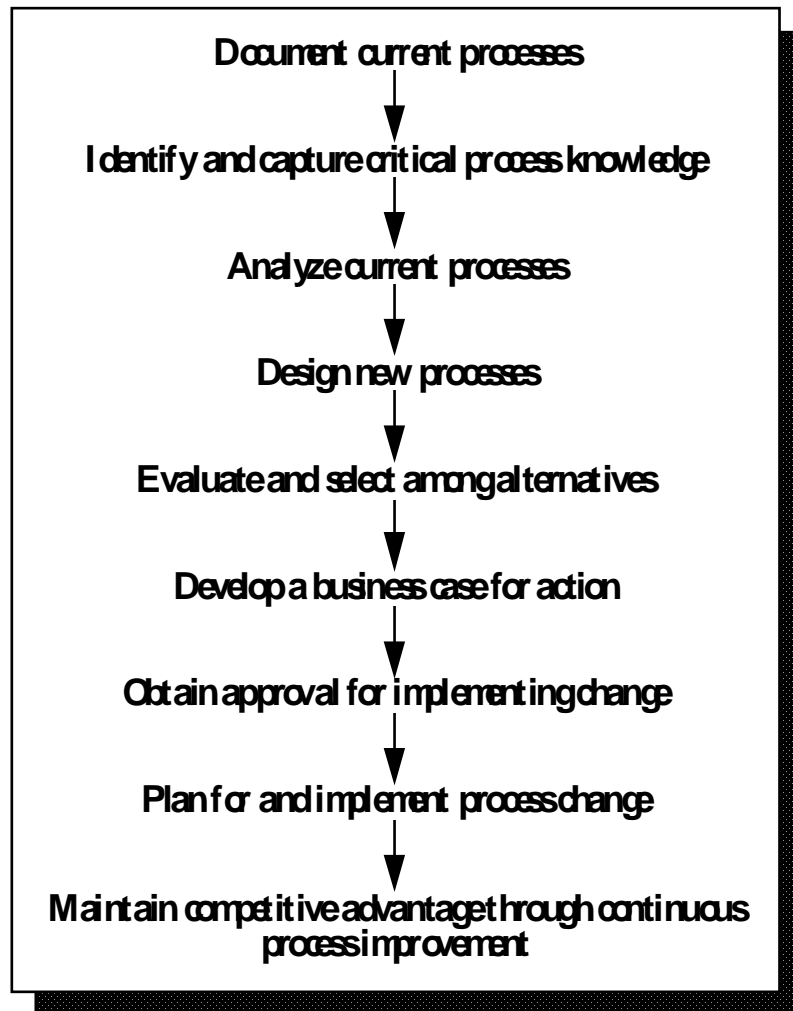 Document current processes
Identify and capture critical process knowledge
Analyze current processes
Design new processes
Evaluate and select among alternatives
Develop a business case for action
Obtain approval for implementing change
Plan for and implement process change
Maintain competitive advantage through continuous
process improvement